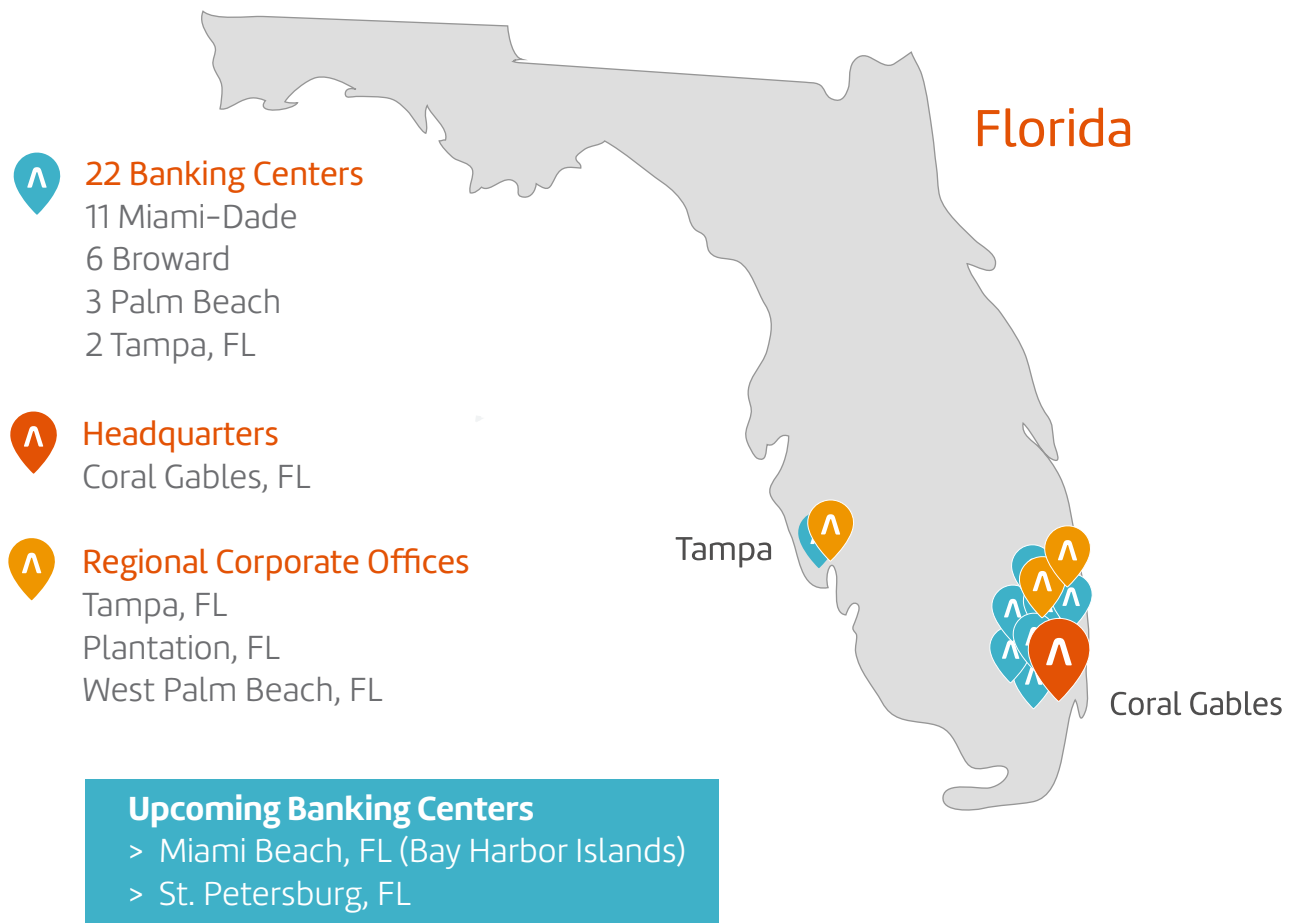 Florida
22 Banking Centers
11 Miami-Dade
6 Broward
3 Palm Beach
2 Tampa, FL
Headquarters
Coral Gables, FL
Regional Corporate Offices
Tampa, FL
Plantation, FL
West Palm Beach, FL
Tampa
Coral Gables
Upcoming Banking Centers
> Miami Beach, FL (Bay Harbor Islands)
> St. Petersburg, FL